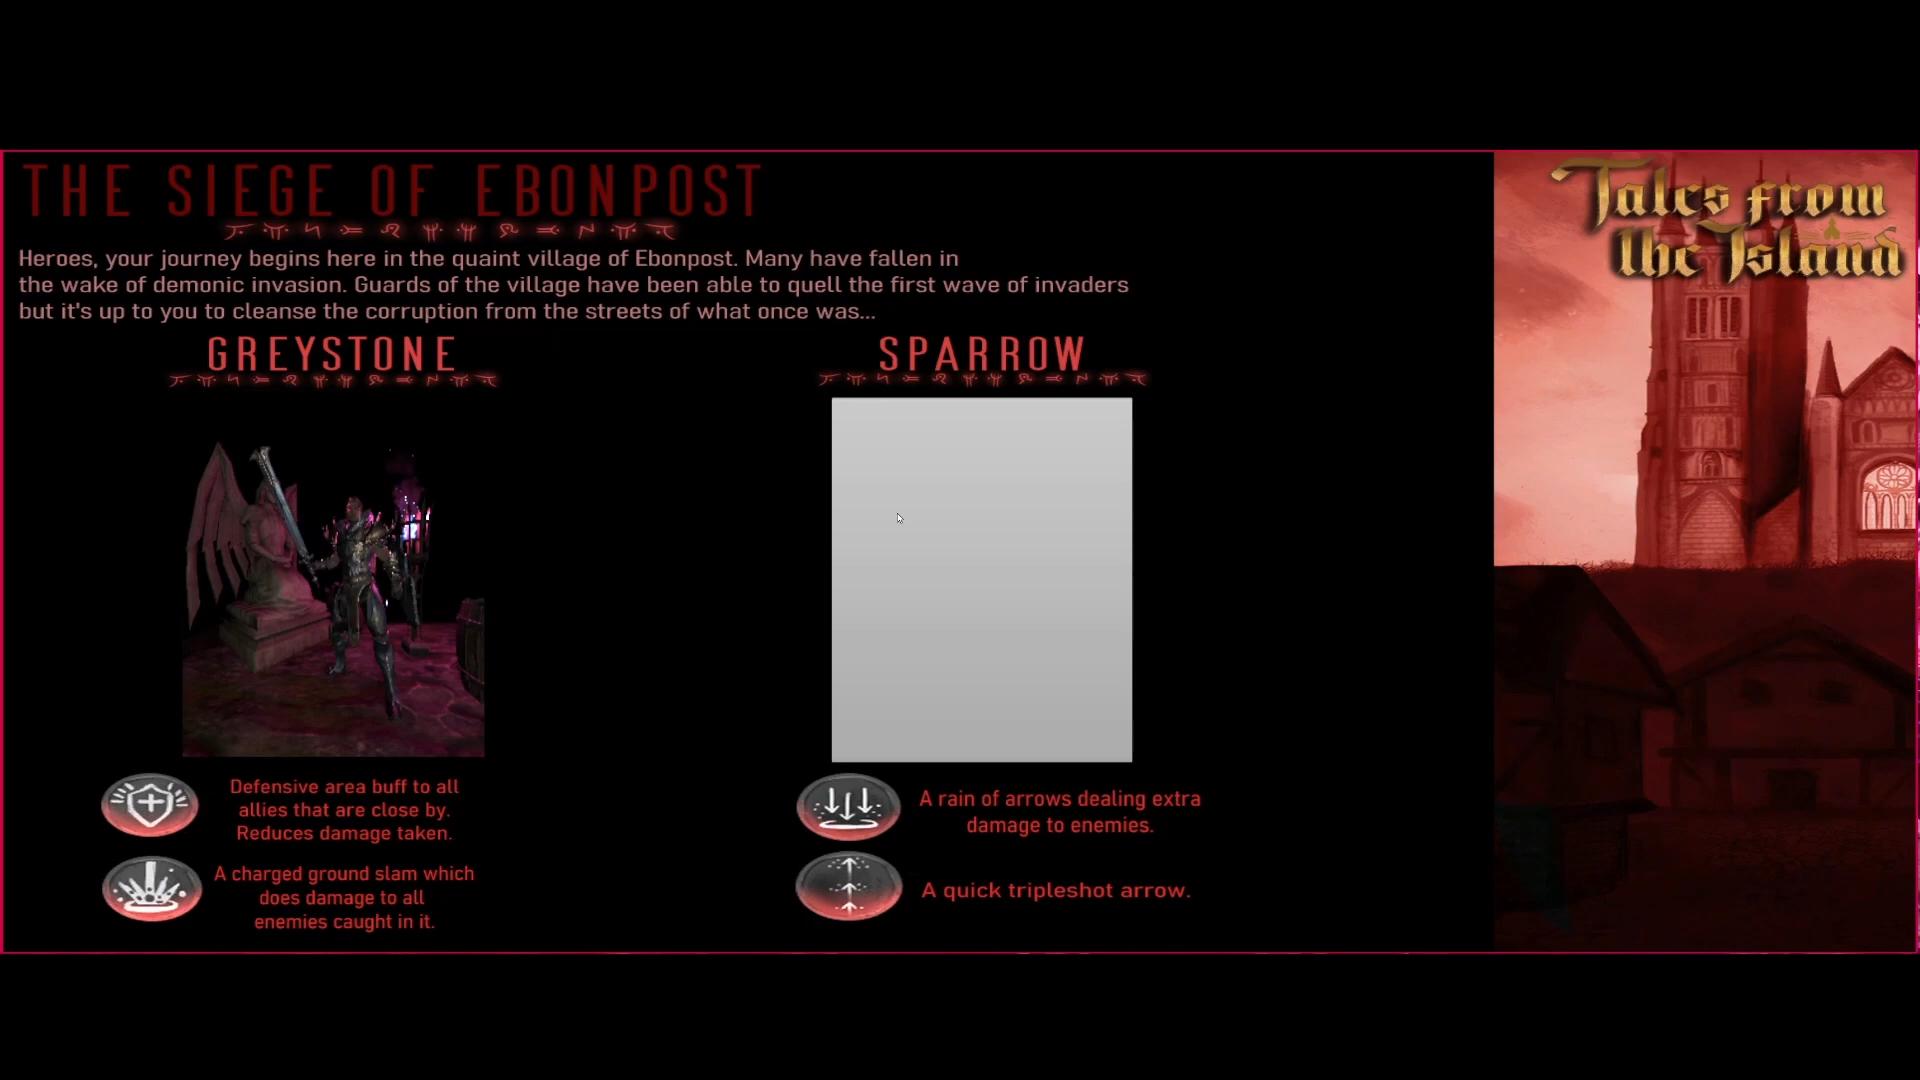 THE SIEGE OF EBONPOST
Heroes, your journey begins here in the quaint village of Ebonpost. Many have fallen in
the wake of demonic invasion. Guards of the village have been able to quell the first wave of invaders
but it's up to you to cleanse the corruption from the streets of what once was...
GREYSTONE
Defensive area buff to all
allies that are close by.
Reduces damage taken.
A charged ground slam which
does damage to all
enemies caught in it.
SPARROW
A rain of arrows dealing extra
damage to enemies.
A quick tripleshot arrow.
Tales from
the Island